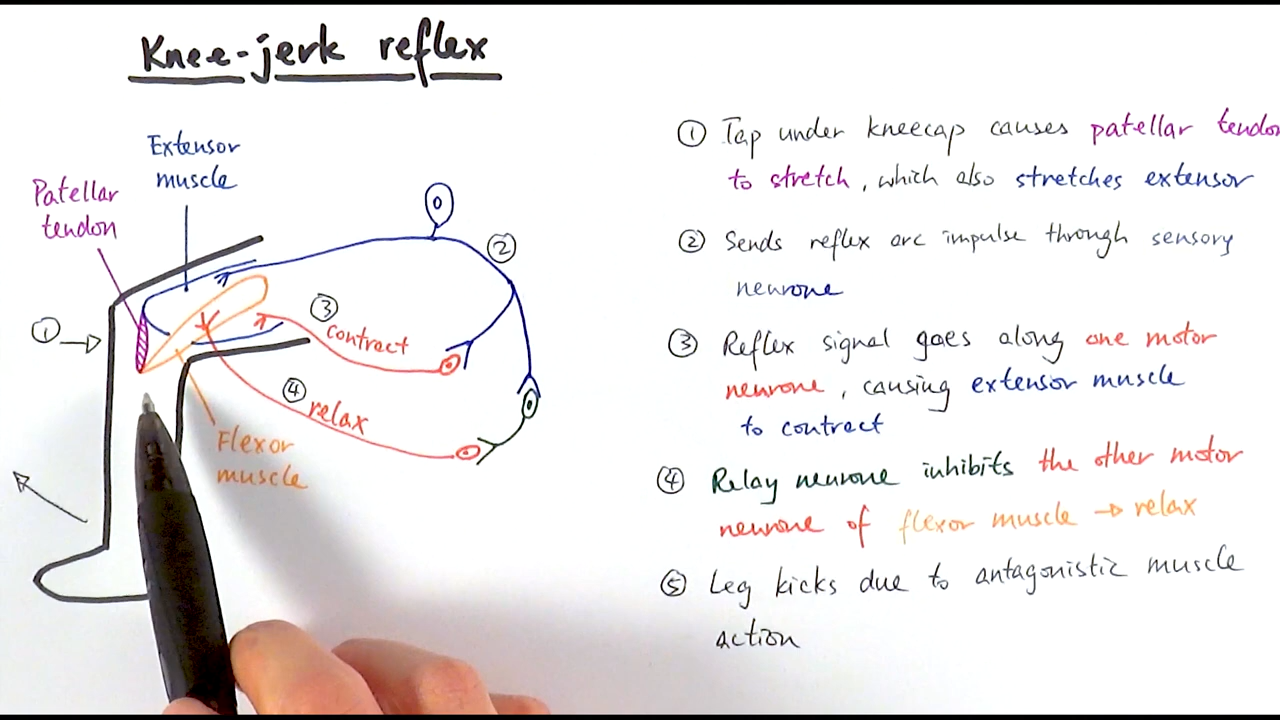 Knee-jerk reflex
Extensor
muscle
Patellar
tendon
①
②
③
contract
④
relax
Flexor
muscle
① Tap under kneecap causes patellar tendon
to stretch, which also stretches extensor
② Sends reflex arc impulse through sensory
neurone
③ Reflex signal goes along one motor
neurone, causing extensor muscle
to contract
④ Relay neurone inhibits the other motor
neurone of flexor muscle → relax
⑤ Leg kicks due to antagonistic muscle
action